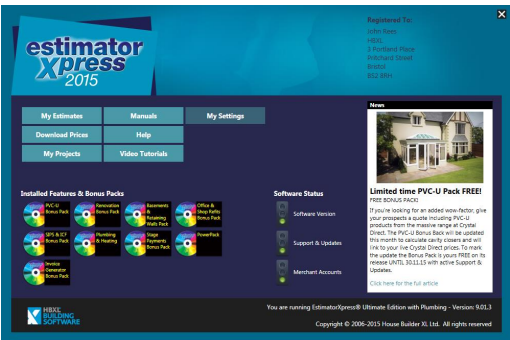 estimator
Xpress
2015
Registered To:
John Rees
HBXL
3 Portland Place
Pritchard Street
Bristol
BS2 8RH
My Estimates
Manuals
My Settings
Download Prices
Help
My Projects
Video Tutorials
Installed Features & Bonus Packs
PVC-U
Bonus Pack
Renovation
Bonus Pack
Basements
&
Retaining
Walls Pack
Office &
Shop Refits
Bonus Pack
SIPS & ICF
Bonus Pack
Plumbing
& Heating
Stage
Payments
Bonus Pack
PowerPack
Invoice
Generator
Bonus Pack
Software Status
Software Version
Support & Updates
Merchant Accounts
News
Limited time PVC-U Pack FREE!
FREE BONUS PACK!
If you're looking for an added wow-factor, give
your prospects a quote including PVC-U
products from the massive range at Crystal
Direct. The PVC-U Bonus Back will be updated
this month to calculate cavity closers and will
link to your live Crystal Direct prices. To mark
the update the Bonus Pack is yours FREE on its
release UNTIL 30.11.15 with active Support &
Updates.
Click here for the full article
HBXL
BUILDING
SOFTWARE
You are running EstimatorXpress® Ultimate Edition with Plumbing - Version: 9.01.3
Copyright © 2006-2015 House Builder XL Ltd. All rights reserved